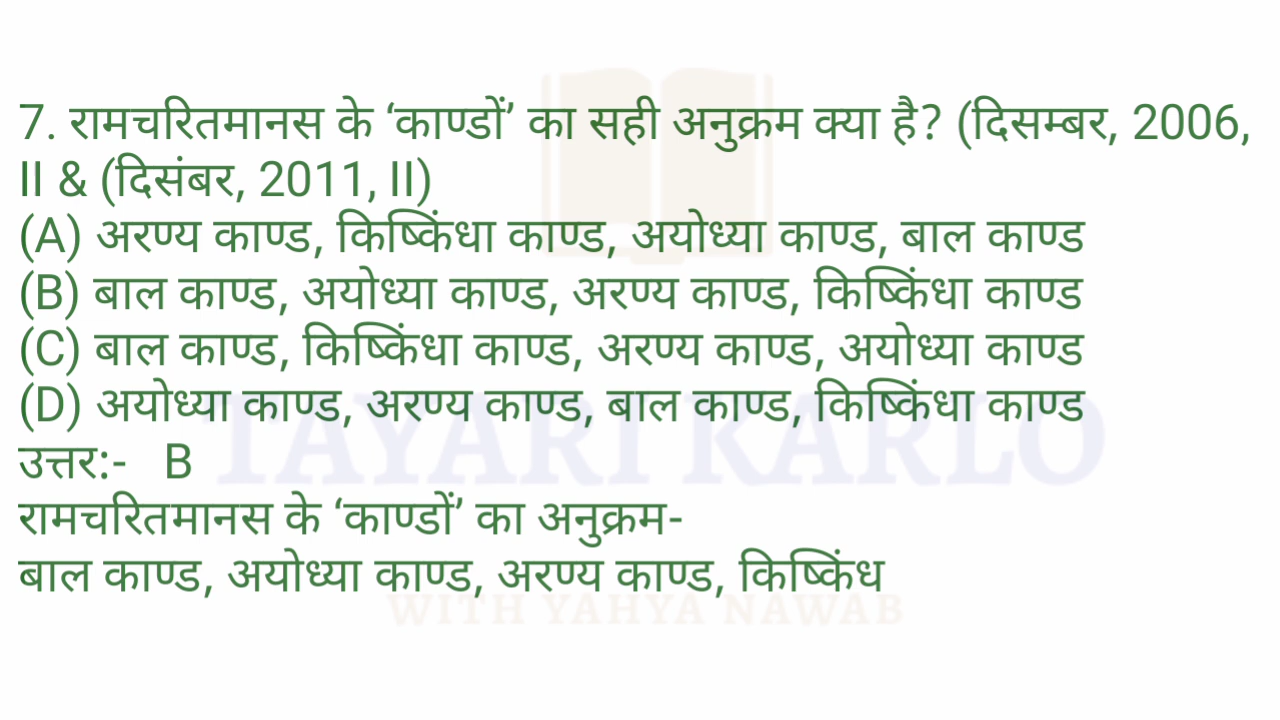 7. रामचरितमानस के ‘काण्डों’ का सही अनुक्रम क्या है? (दिसम्बर, 2006,
II & (दिसंबर, 2011, II)
(A) अरण्य काण्ड, किष्किंधा काण्ड, अयोध्या काण्ड, बाल काण्ड
(B) बाल काण्ड, अयोध्या काण्ड, अरण्य काण्ड, किष्किंधा काण्ड
(C) बाल काण्ड, किष्किंधा काण्ड, अरण्य काण्ड, अयोध्या काण्ड
(D) अयोध्या काण्ड, अरण्य काण्ड, बाल काण्ड, किष्किंधा काण्ड
TAYARI KARLO
उत्तर:- B
रामचरितमानस के ‘काण्डों’ का अनुक्रम-
बाल काण्ड, अयोध्या काण्ड, अरण्य काण्ड, किष्किंध
WITH YAHYA NAWAB